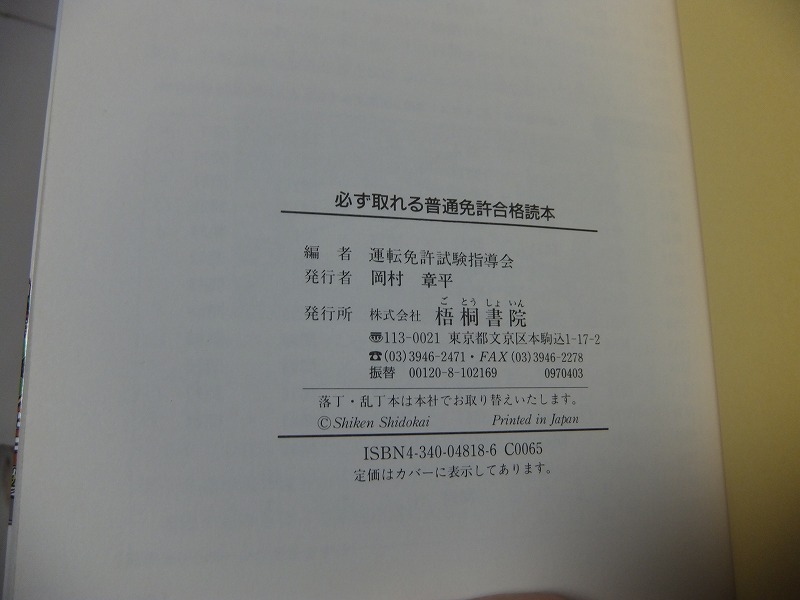 必ず取れる普通免許合格読本
編　者　運転免許試験指導会
発行者　岡村　章平
ごとうしょいん
発行所　株式会社 梧桐書院
〠113-0021 東京都文京区本駒込1-17-2
☎(03)3946-2471・FAX(03)3946-2278
振替　00120-8-102169　0970403
落丁・乱丁本は本社でお取り替えいたします。
©Shiken Shidokai　Printed in Japan
ISBN4-340-04818-6 C0065
定価はカバーに表示してあります。